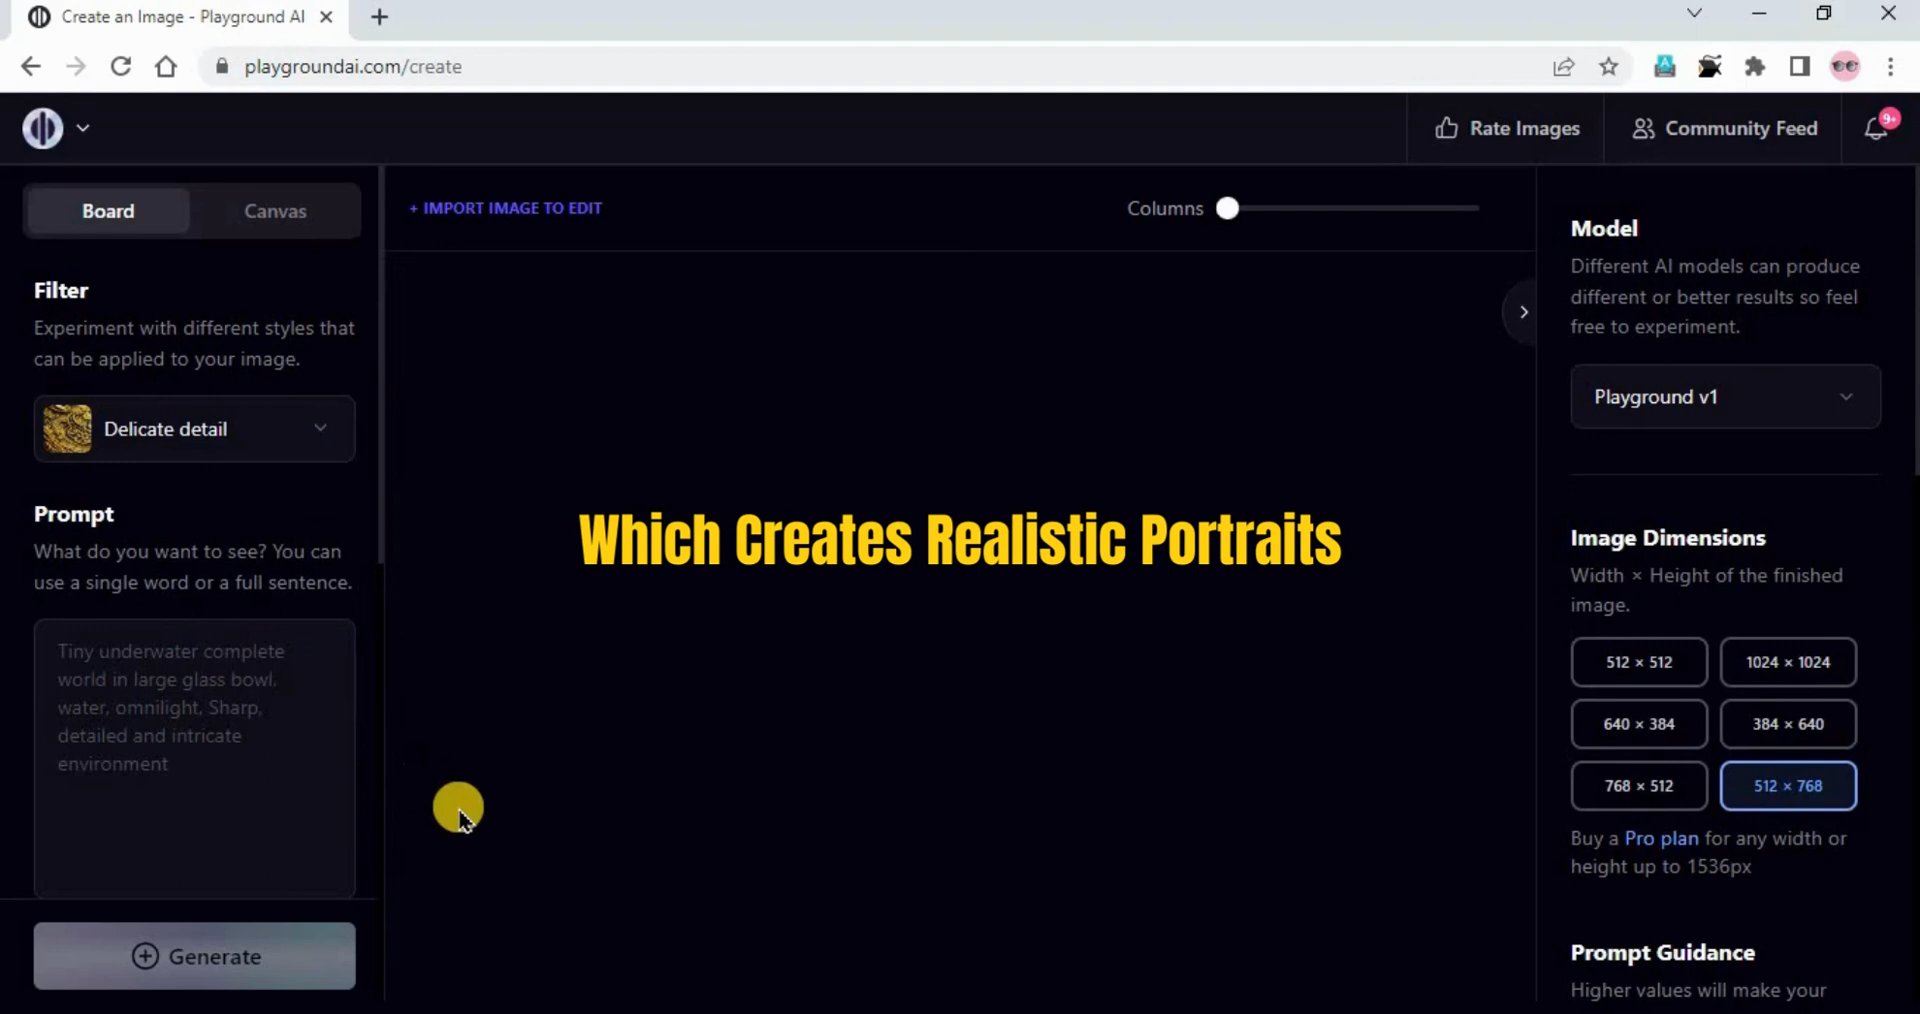 Create an Image - Playground AI
playgroundai.com/create
Rate Images
Community Feed
9+
Board
Canvas
+ IMPORT IMAGE TO EDIT
Columns
Filter
Experiment with different styles that
can be applied to your image.
Delicate detail
Prompt
What do you want to see? You can
use a single word or a full sentence.
Tiny underwater complete
world in large glass bowl,
water, omnilight, Sharp,
detailed and intricate
environment
Generate
Which Creates Realistic Portraits
Model
Different AI models can produce
different or better results so feel
free to experiment.
Playground v1
Image Dimensions
Width × Height of the finished
image.
512 × 512
1024 × 1024
640 × 384
384 × 640
768 × 512
512 × 768
Buy a Pro plan for any width or
height up to 1536px
Prompt Guidance
Higher values will make your